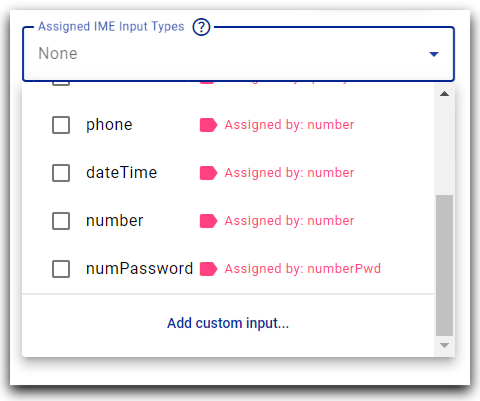 Assigned IME Input Types ?
None
phone Assigned by: number
dateTime Assigned by: number
number Assigned by: number
numPassword Assigned by: numberPwd
Add custom input...